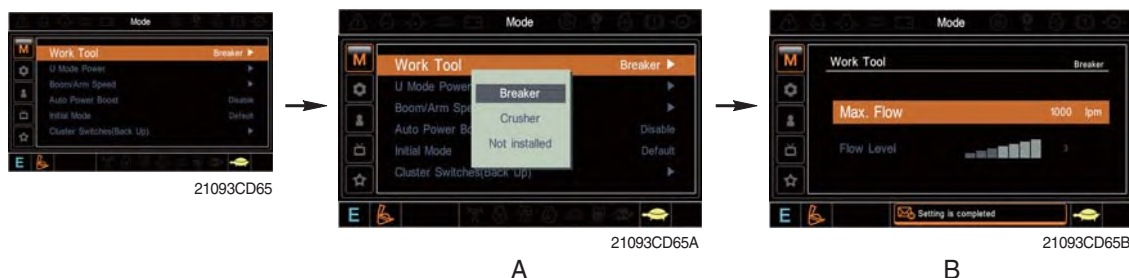 Mode
M
Work Tool Breaker ▶
U Mode Power ▶
Boom/Arm Speed ▶
Auto Power Boost Disable
Initial Mode Default
Cluster Switches(Back Up) ▶
E
21093CD65
Mode
M
Work Tool Breaker ▶
U Mode Power ▶
Boom/Arm Spe ▶
Auto Power Bo Disable
Initial Mode Default
Cluster Switches(Back Up) ▶
Breaker
Crusher
Not installed
E
21093CD65A
A
Mode
M
Work Tool Breaker
Max. Flow 1000 lpm
Flow Level 3
E
Setting is completed
21093CD65B
B